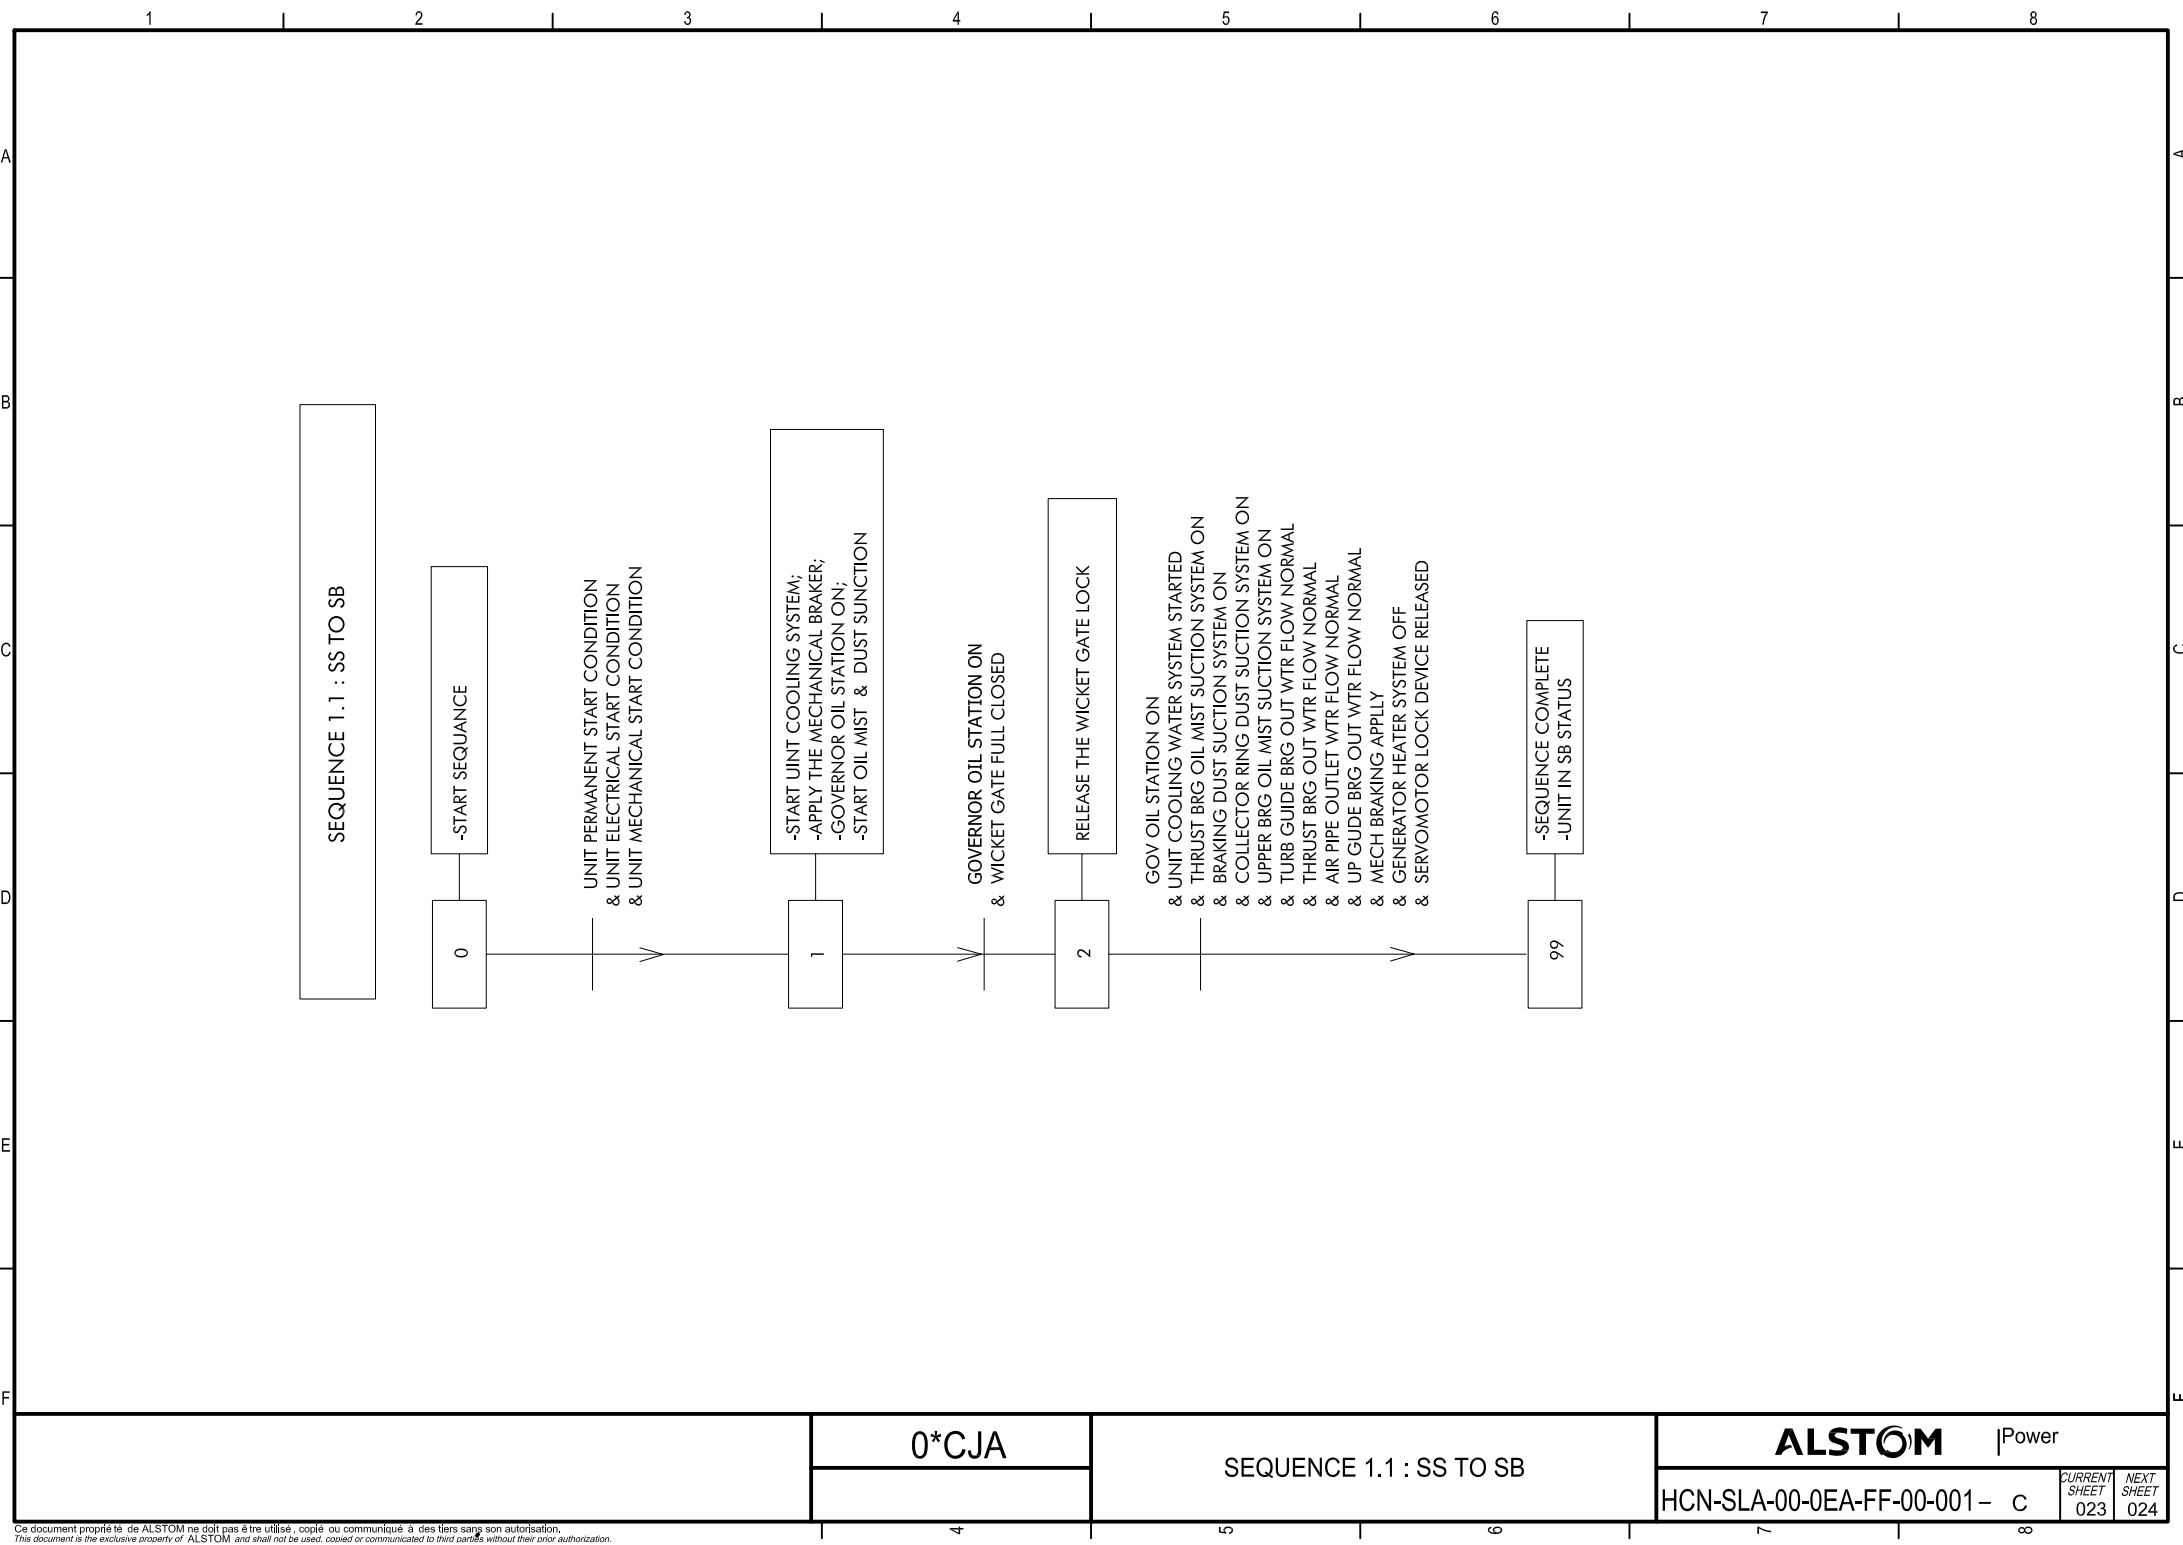 1 2 3 4 5 6 7 8
A A
B B
C C
D D
E E
F F
SEQUENCE 1.1 : SS TO SB
0
-START SEQUANCE
UNIT PERMANENT START CONDITION
& UNIT ELECTRICAL START CONDITION
& UNIT MECHANICAL START CONDITION
1
-START UINT COOLING SYSTEM;
-APPLY THE MECHANICAL BRAKER;
-GOVERNOR OIL STATION ON;
-START OIL MIST & DUST SUNCTION
GOVERNOR OIL STATION ON
& WICKET GATE FULL CLOSED
2
RELEASE THE WICKET GATE LOCK
GOV OIL STATION ON
& UNIT COOLING WATER SYSTEM STARTED
& THRUST BRG OIL MIST SUCTION SYSTEM ON
& BRAKING DUST SUCTION SYSTEM ON
& COLLECTOR RING DUST SUCTION SYSTEM ON
& UPPER BRG OIL MIST SUCTION SYSTEM ON
& TURB GUIDE BRG OUT WTR FLOW NORMAL
& THRUST BRG OUT WTR FLOW NORMAL
& AIR PIPE OUTLET WTR FLOW NORMAL
& UP GUDE BRG OUT WTR FLOW NORMAL
& MECH BRAKING APPLLY
& GENERATOR HEATER SYSTEM OFF
& SERVOMOTOR LOCK DEVICE RELEASED
99
-SEQUENCE COMPLETE
-UNIT IN SB STATUS
0*CJA
SEQUENCE 1.1 : SS TO SB
ALSTOM |Power
HCN-SLA-00-0EA-FF-00-001 – C
CURRENT SHEET 023
NEXT SHEET 024
Ce document propriété de ALSTOM ne doit pas être utilisé, copié ou communiqué à des tiers sans son autorisation.
This document is the exclusive property of ALSTOM and shall not be used, copied or communicated to third parties without their prior authorization.
4 5 6 7 8